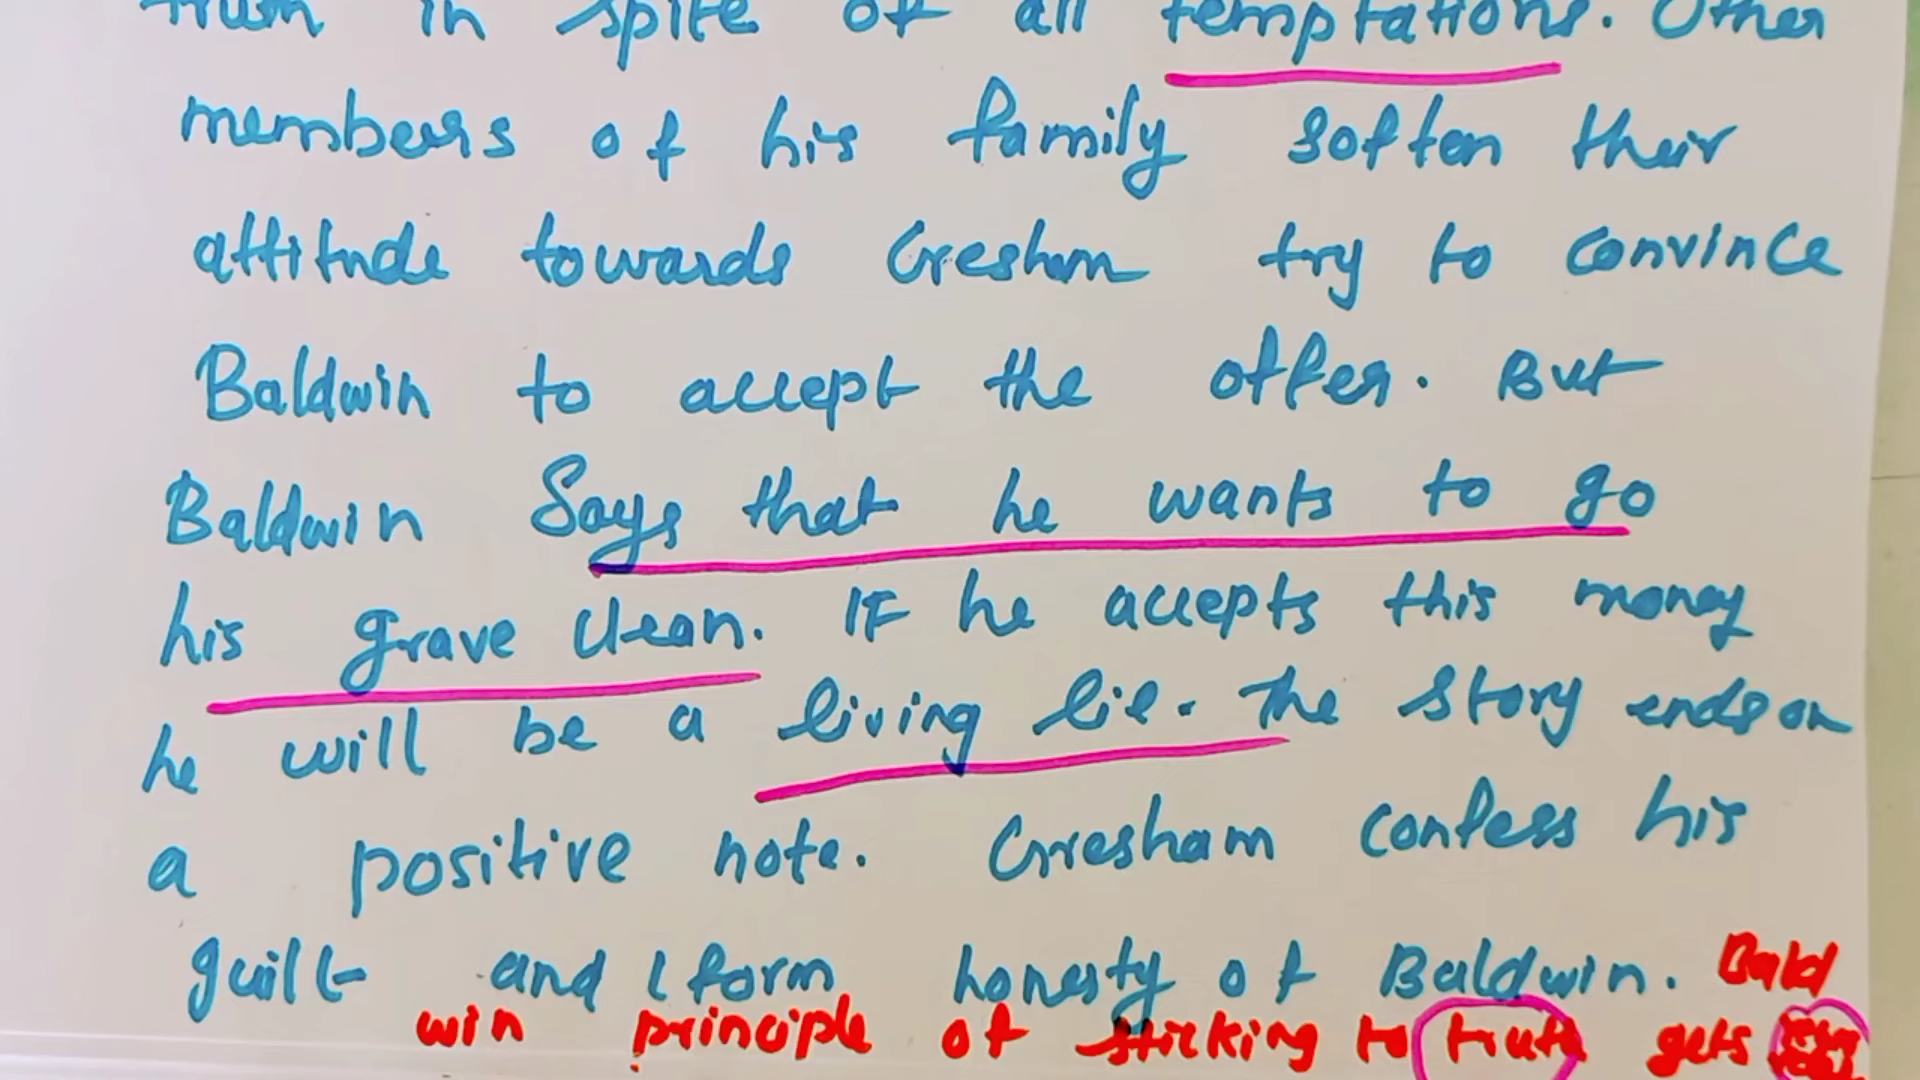 in spite of all temptations. Other
members of his family soften their
attitude towards Gresham try to convince
Baldwin to accept the offer. But
Baldwin Says that he wants to go
his grave clean. IF he accepts this money
he will be a living lie. The story ends on
a positive note. Gresham confess his
guilt and form honesty of Baldwin. Bald
win principle of sticking to truth gets